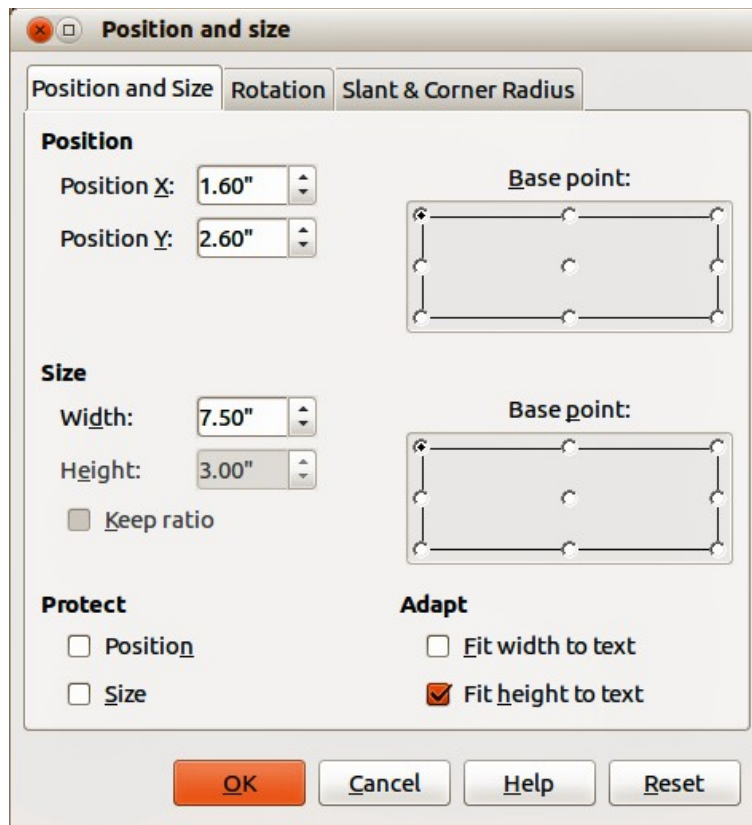 Position and size
Position and Size Rotation Slant & Corner Radius
Position
Position X: 1.60"
Base point:
Position Y: 2.60"
Size
Width: 7.50"
Base point:
Height: 3.00"
Keep ratio
Protect
Adapt
Position
Fit width to text
Size
Fit height to text
OK Cancel Help Reset